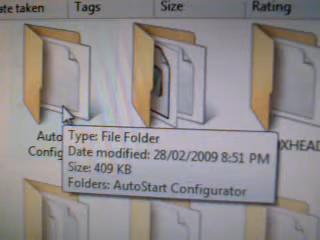 ate taken Tags Size Rating
Auto
Config
XHEAD
Type: File Folder
Date modified: 28/02/2009 8:51 PM
Size: 409 KB
Folders: AutoStart Configurator